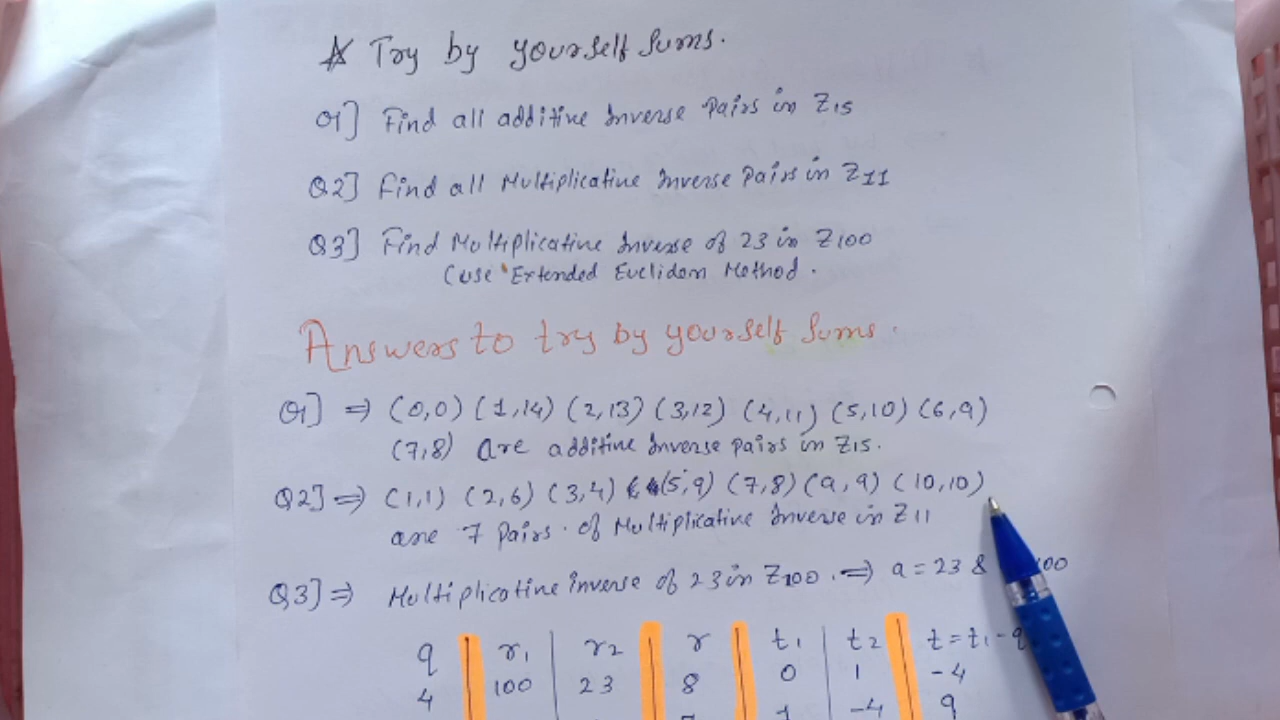 ☆ Try by yourself sums.
Q1] Find all additive Inverse Pairs in Z15
Q2] Find all Multiplicative Inverse Pairs in Z11
Q3] Find Multiplicative Inverse of 23 in Z100
(use Extended Euclidean Method.
Answers to try by yourself sums.
Q1] ⇒ (0,0) (1,14) (2,13) (3,12) (4,11) (5,10) (6,9)
(7,8) are additive Inverse pairs in Z15.
Q2] ⇒ (1,1) (2,6) (3,4) (5,9) (7,8) (9,9) (10,10)
are 7 Pairs of Multiplicative Inverse in Z11
Q3] ⇒ Multiplicative inverse of 23 in Z100. ⇒ a = 23 & 00
q r1 r2 r t1 t2 t = t1 - q
4 100 23 8 0 1 -4
1 -4 9